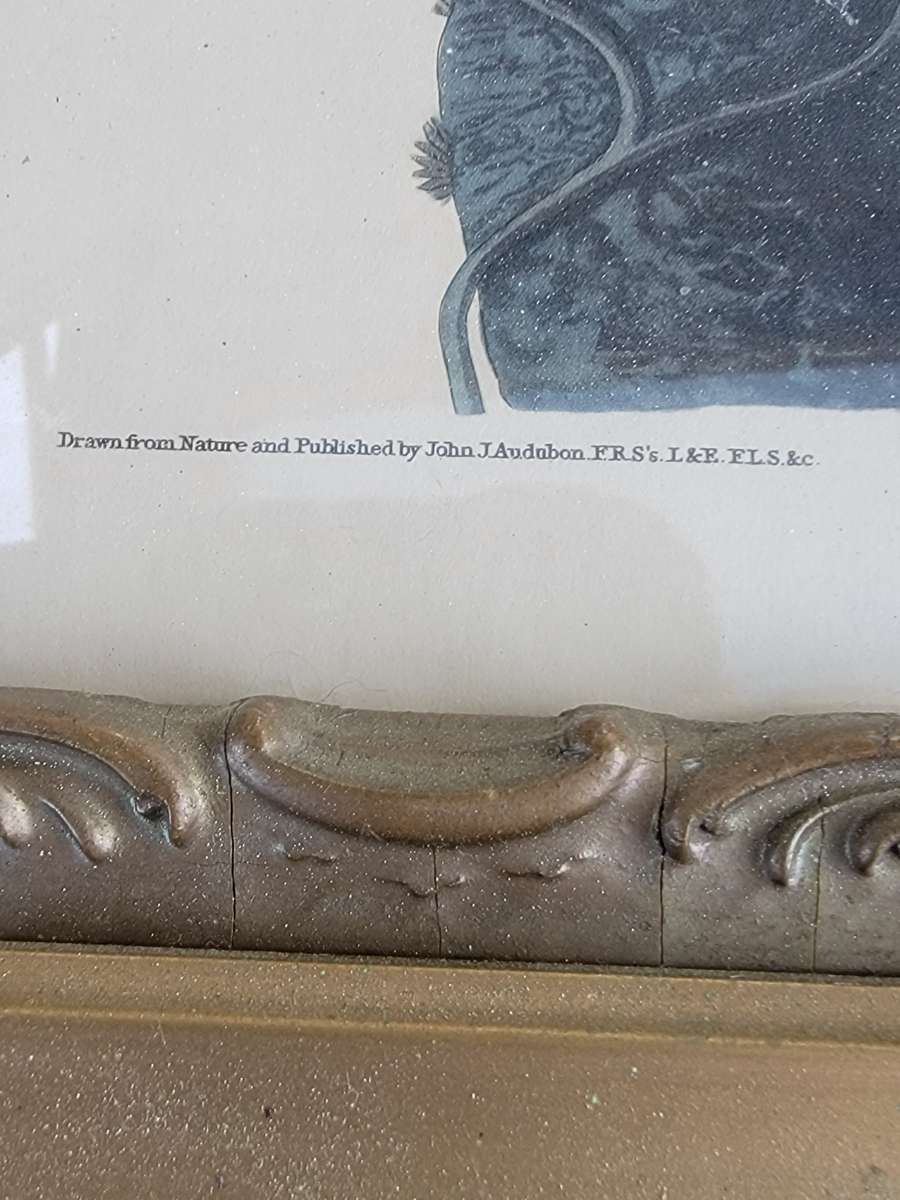 Drawn from Nature and Published by John J Audubon. F.R.S's. L&E. F.L.S. &c.